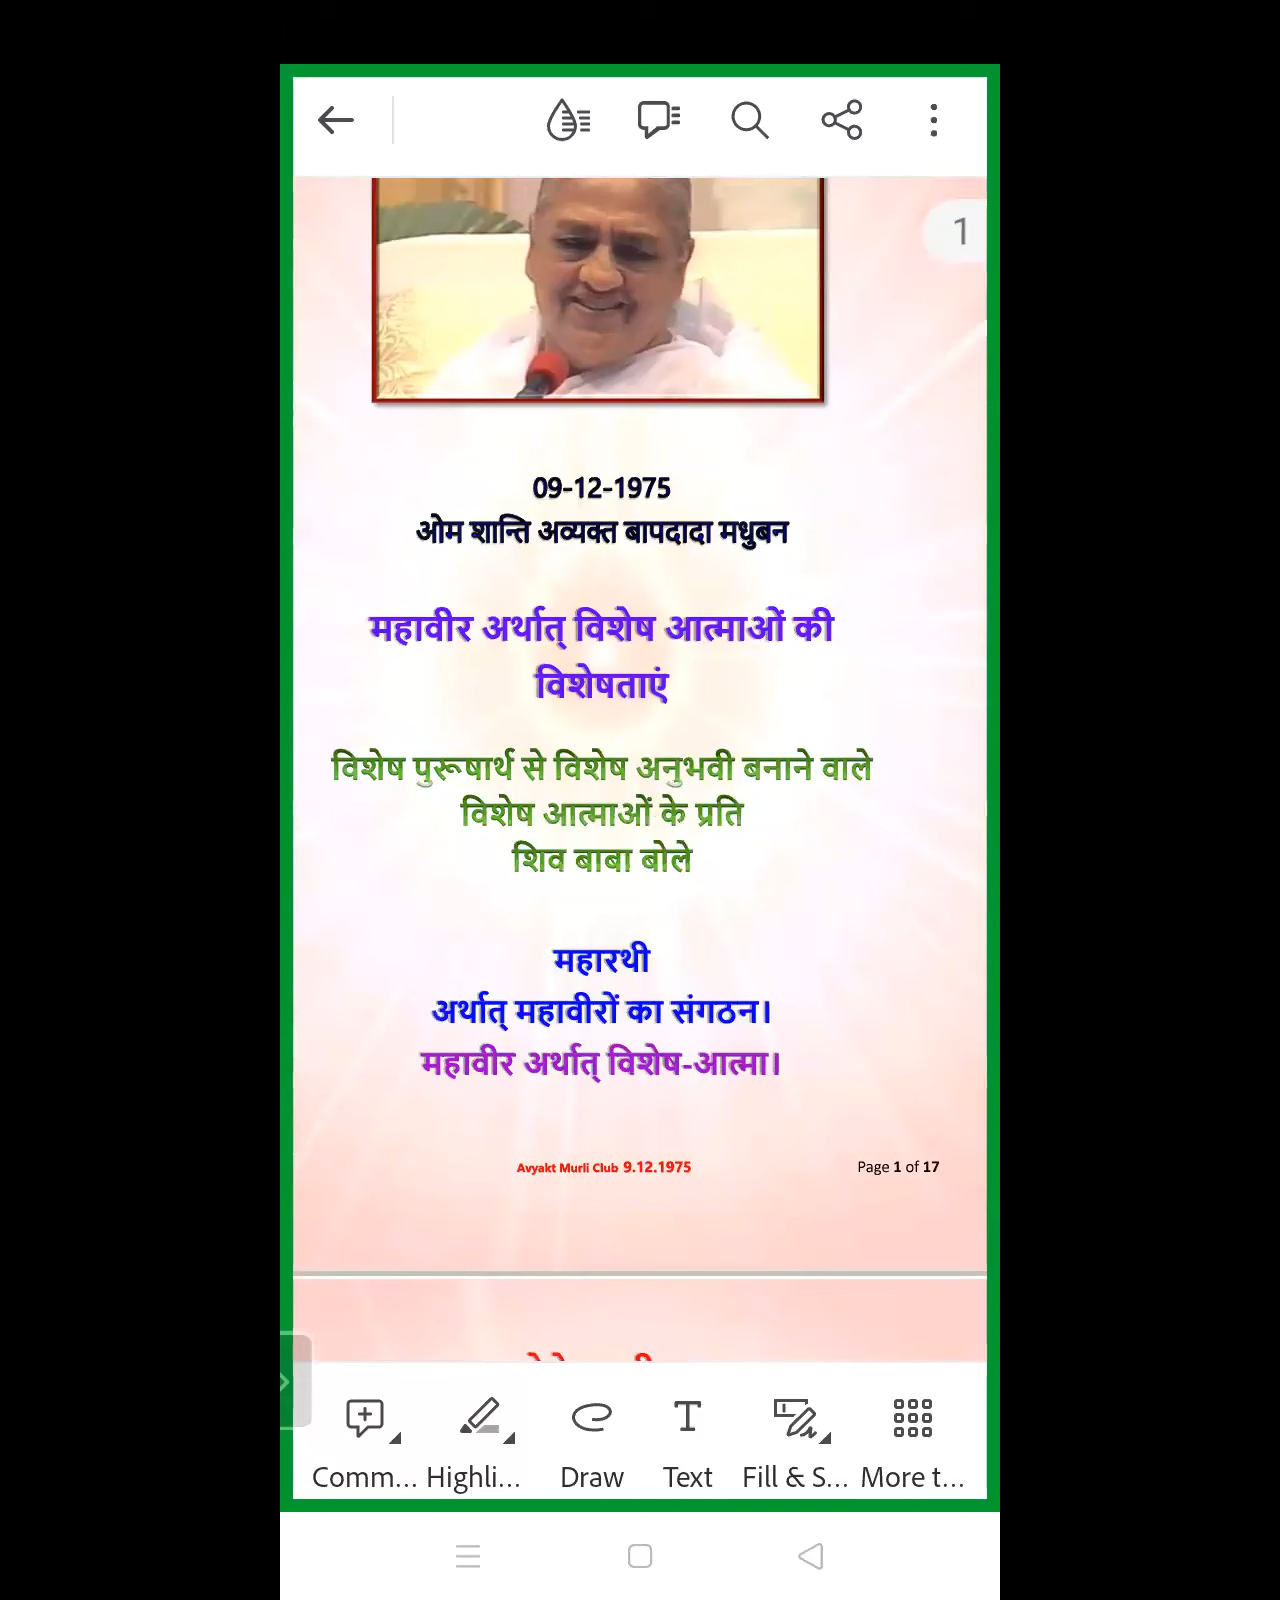 1
09-12-1975
ओम शान्ति अव्यक्त बापदादा मधुबन
महावीर अर्थात् विशेष आत्माओं की
विशेषताएं
विशेष पुरूषार्थ से विशेष अनुभवी बनाने वाले
विशेष आत्माओं के प्रति
शिव बाबा बोले
महारथी
अर्थात् महावीरों का संगठन।
महावीर अर्थात् विशेष-आत्मा।
Avyakt Murli Club 9.12.1975 Page 1 of 17
Comm... Highli... Draw Text Fill & S... More t...